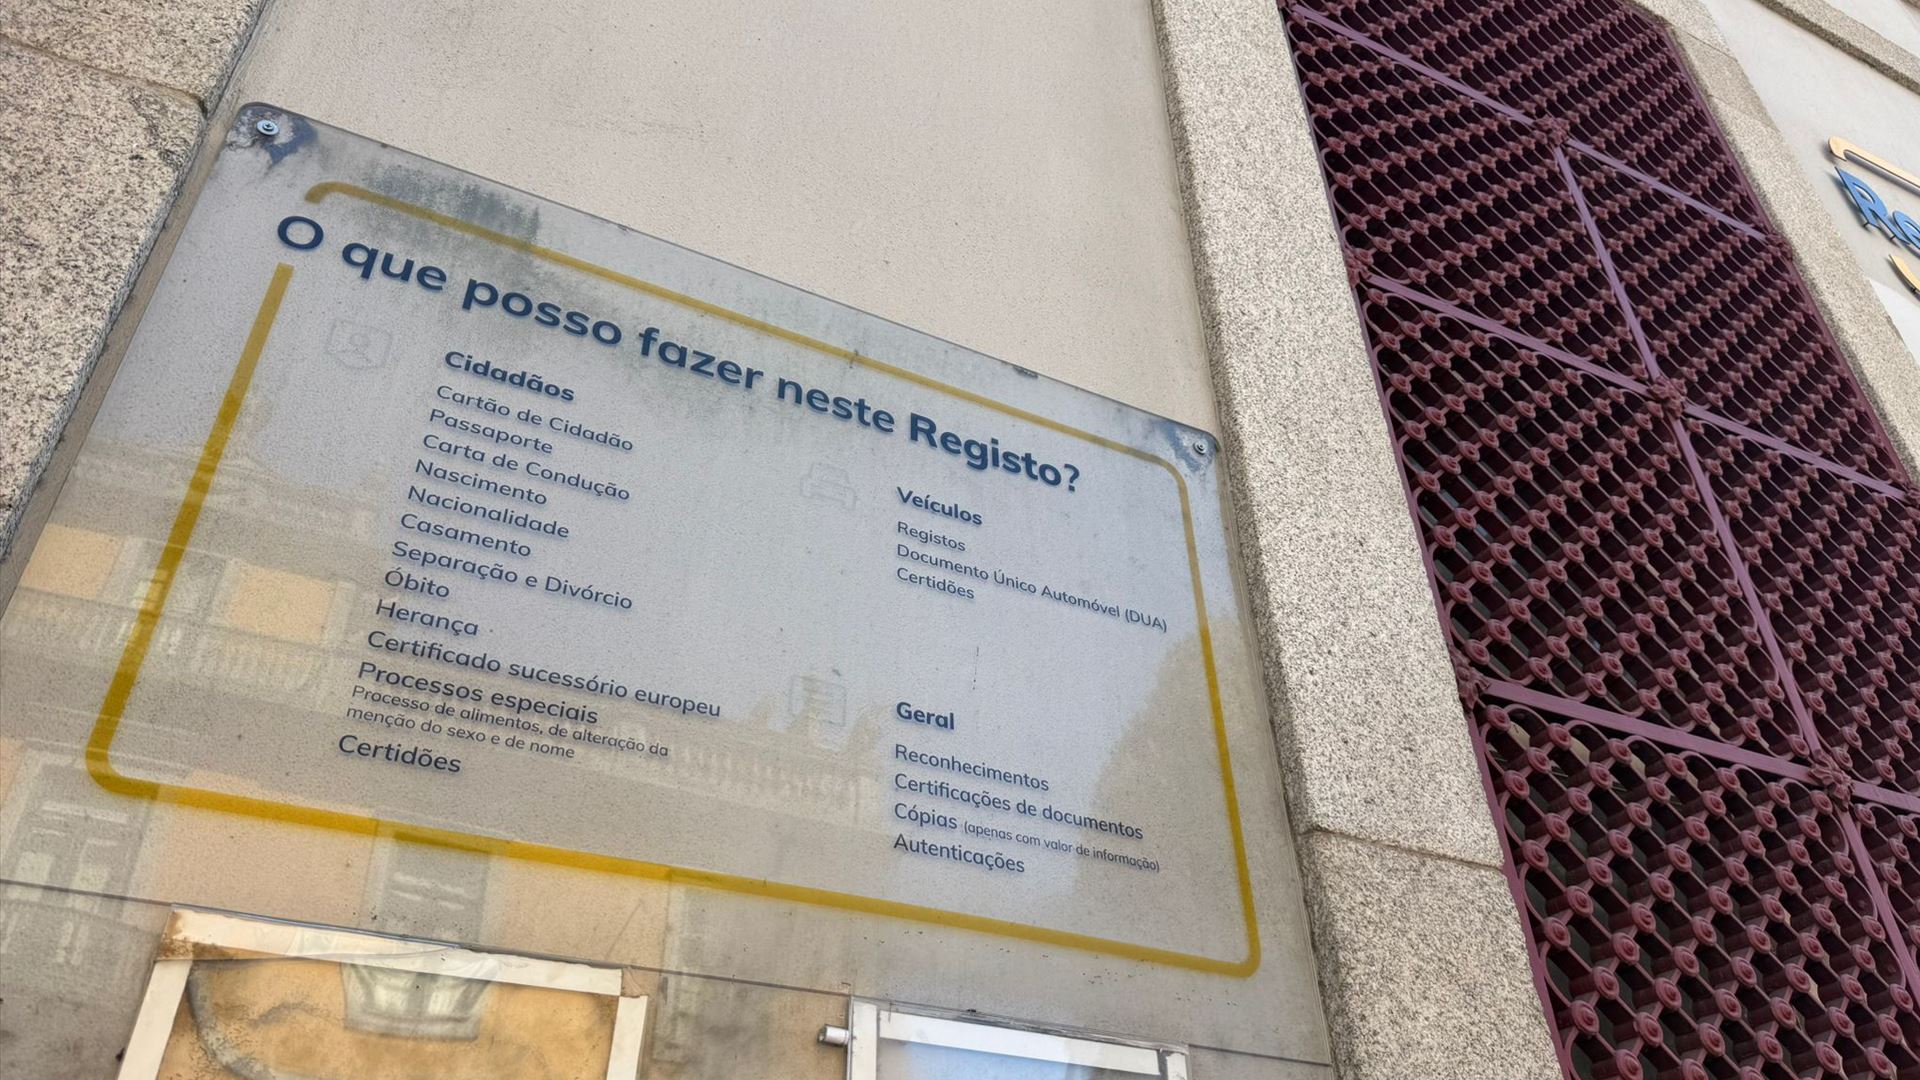 O que posso fazer neste Registo?
Cidadãos
Cartão de Cidadão
Passaporte
Carta de Condução
Nascimento
Nacionalidade
Casamento
Separação e Divórcio
Óbito
Herança
Certificado sucessório europeu
Processos especiais
Processo de alimentos, de alteração da
menção do sexo e de nome
Certidões
Veículos
Registos
Documento Único Automóvel (DUA)
Certidões
Geral
Reconhecimentos
Certificações de documentos
Cópias (apenas com valor de informação)
Autenticações